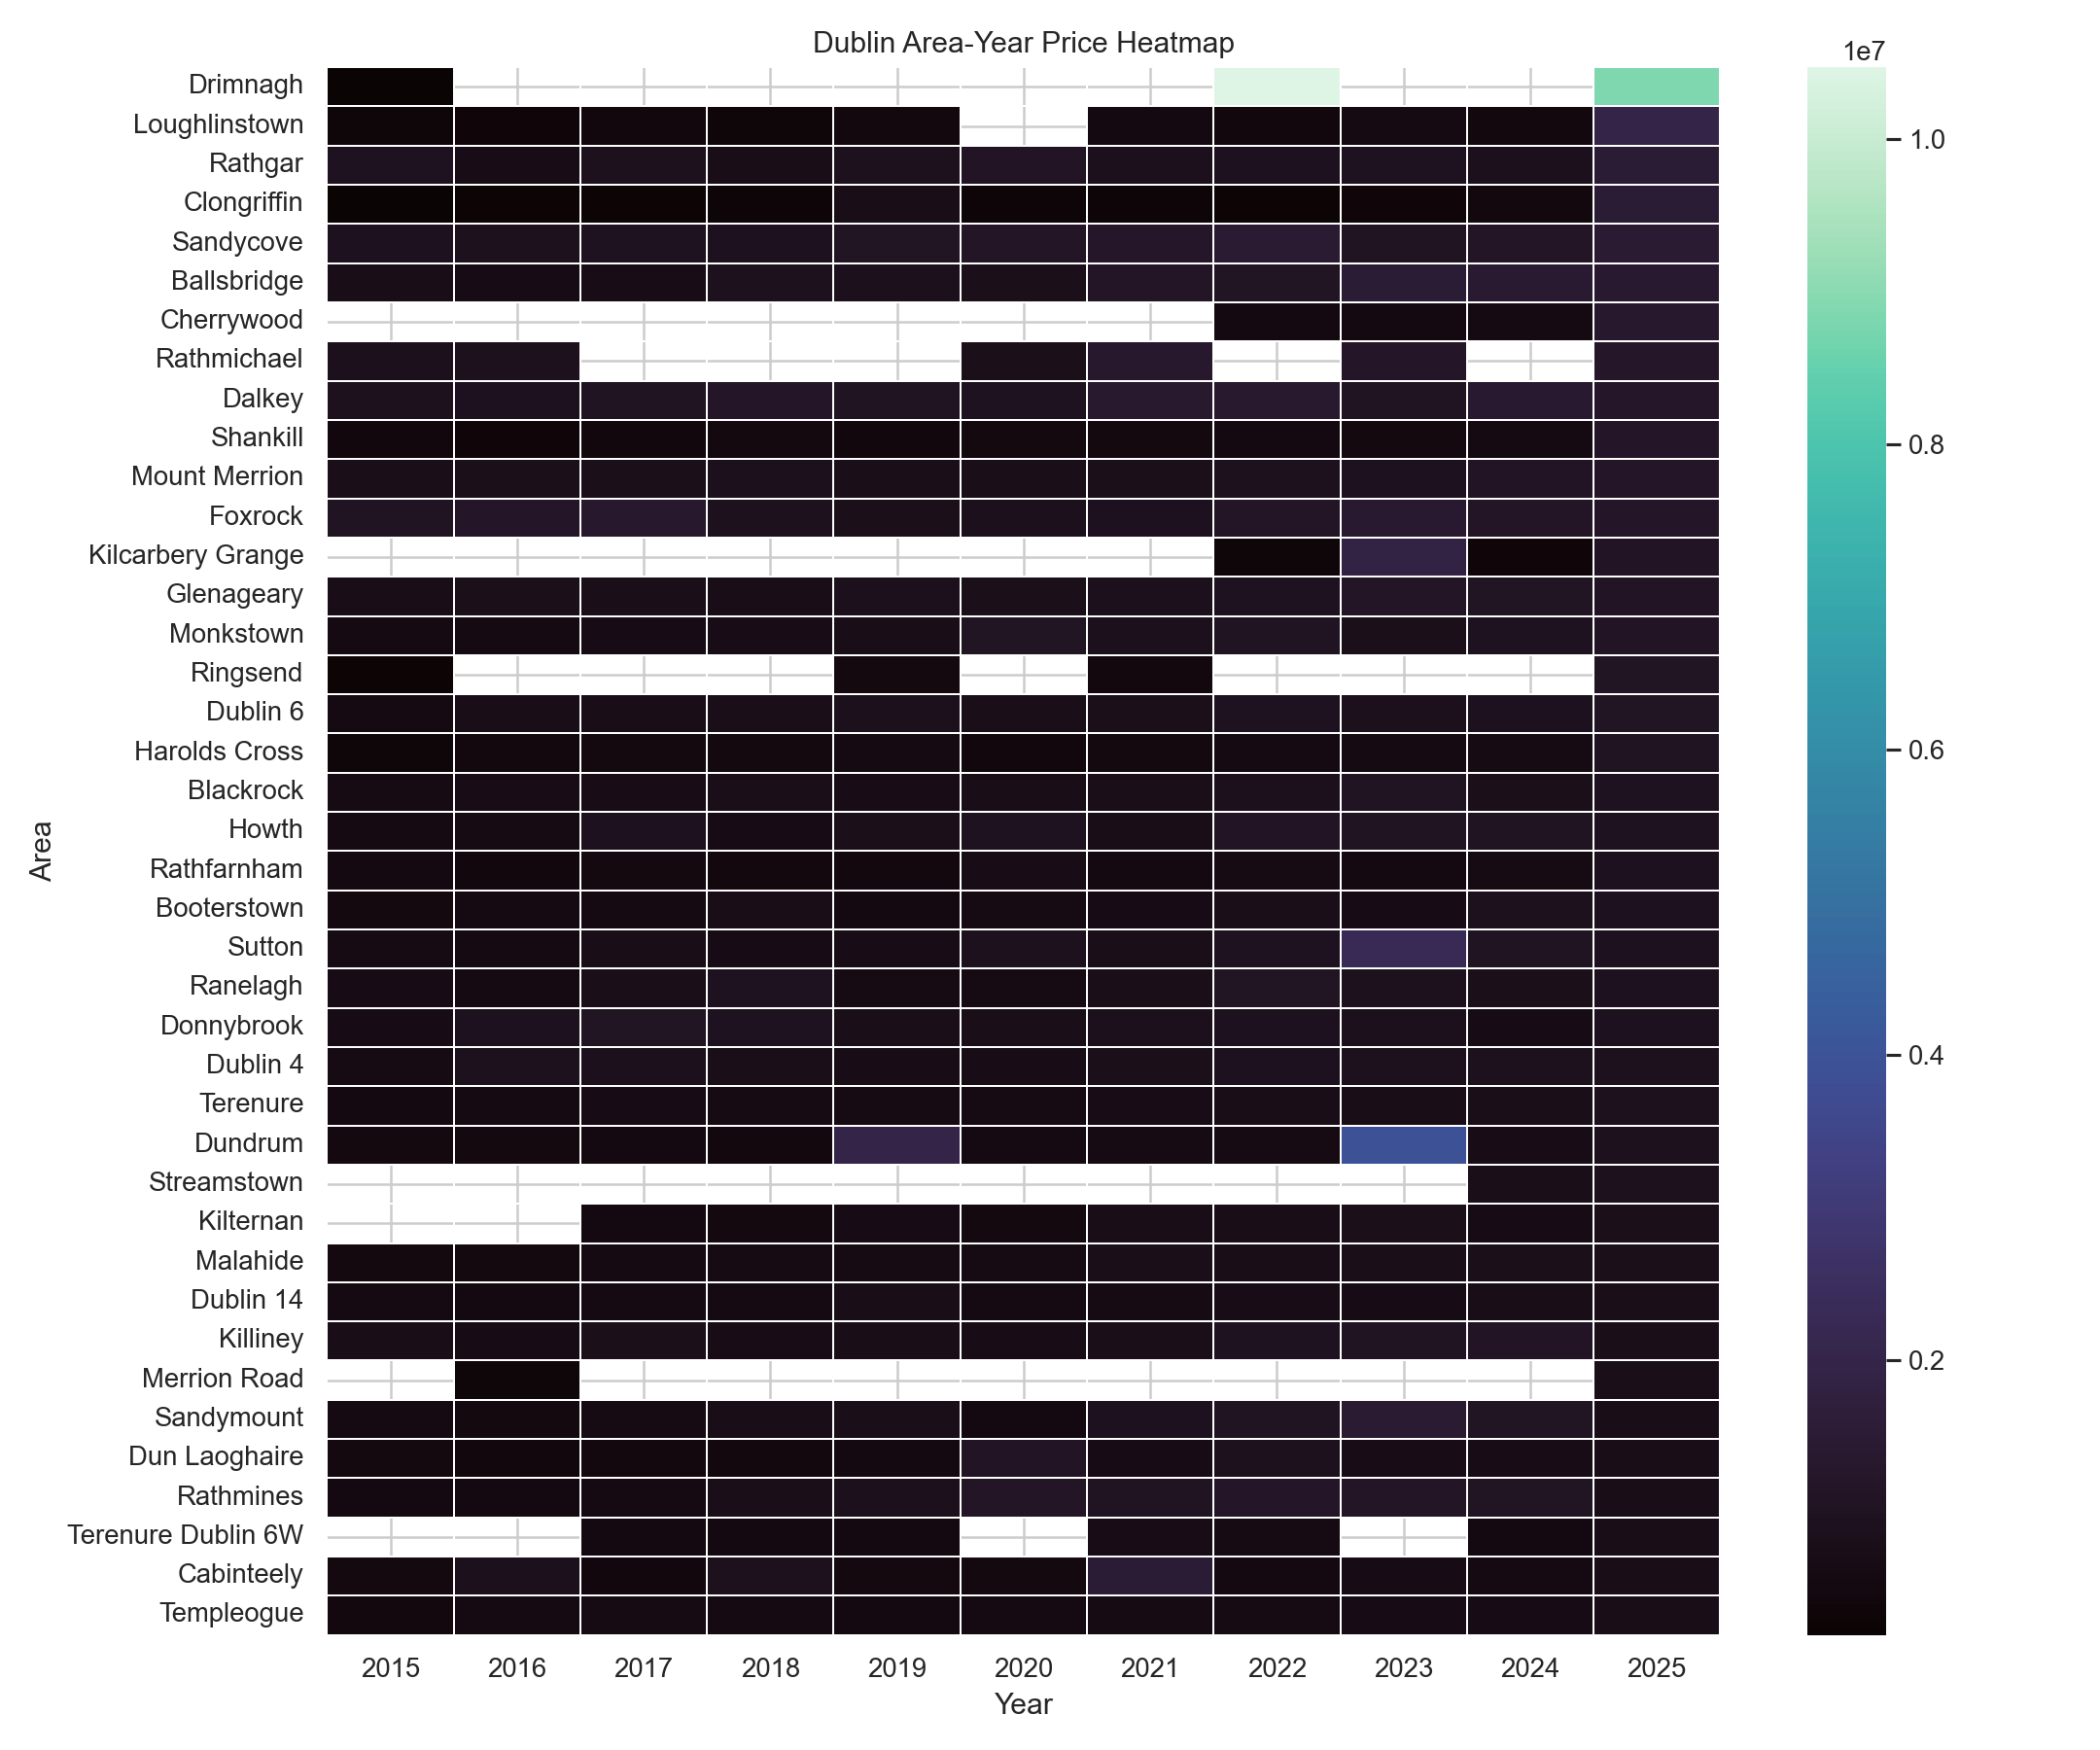 Dublin Area-Year Price Heatmap
1e7
Drimnagh
Loughlinstown
Rathgar
Clongriffin
Sandycove
Ballsbridge
Cherrywood
Rathmichael
Dalkey
Shankill
Mount Merrion
Foxrock
Kilcarbery Grange
Glenageary
Monkstown
Ringsend
Dublin 6
Harolds Cross
Blackrock
Howth
Rathfarnham
Booterstown
Sutton
Ranelagh
Donnybrook
Dublin 4
Terenure
Dundrum
Streamstown
Kilternan
Malahide
Dublin 14
Killiney
Merrion Road
Sandymount
Dun Laoghaire
Rathmines
Terenure Dublin 6W
Cabinteely
Templeogue
Area
2015 2016 2017 2018 2019 2020 2021 2022 2023 2024 2025
Year
1.0
0.8
0.6
0.4
0.2